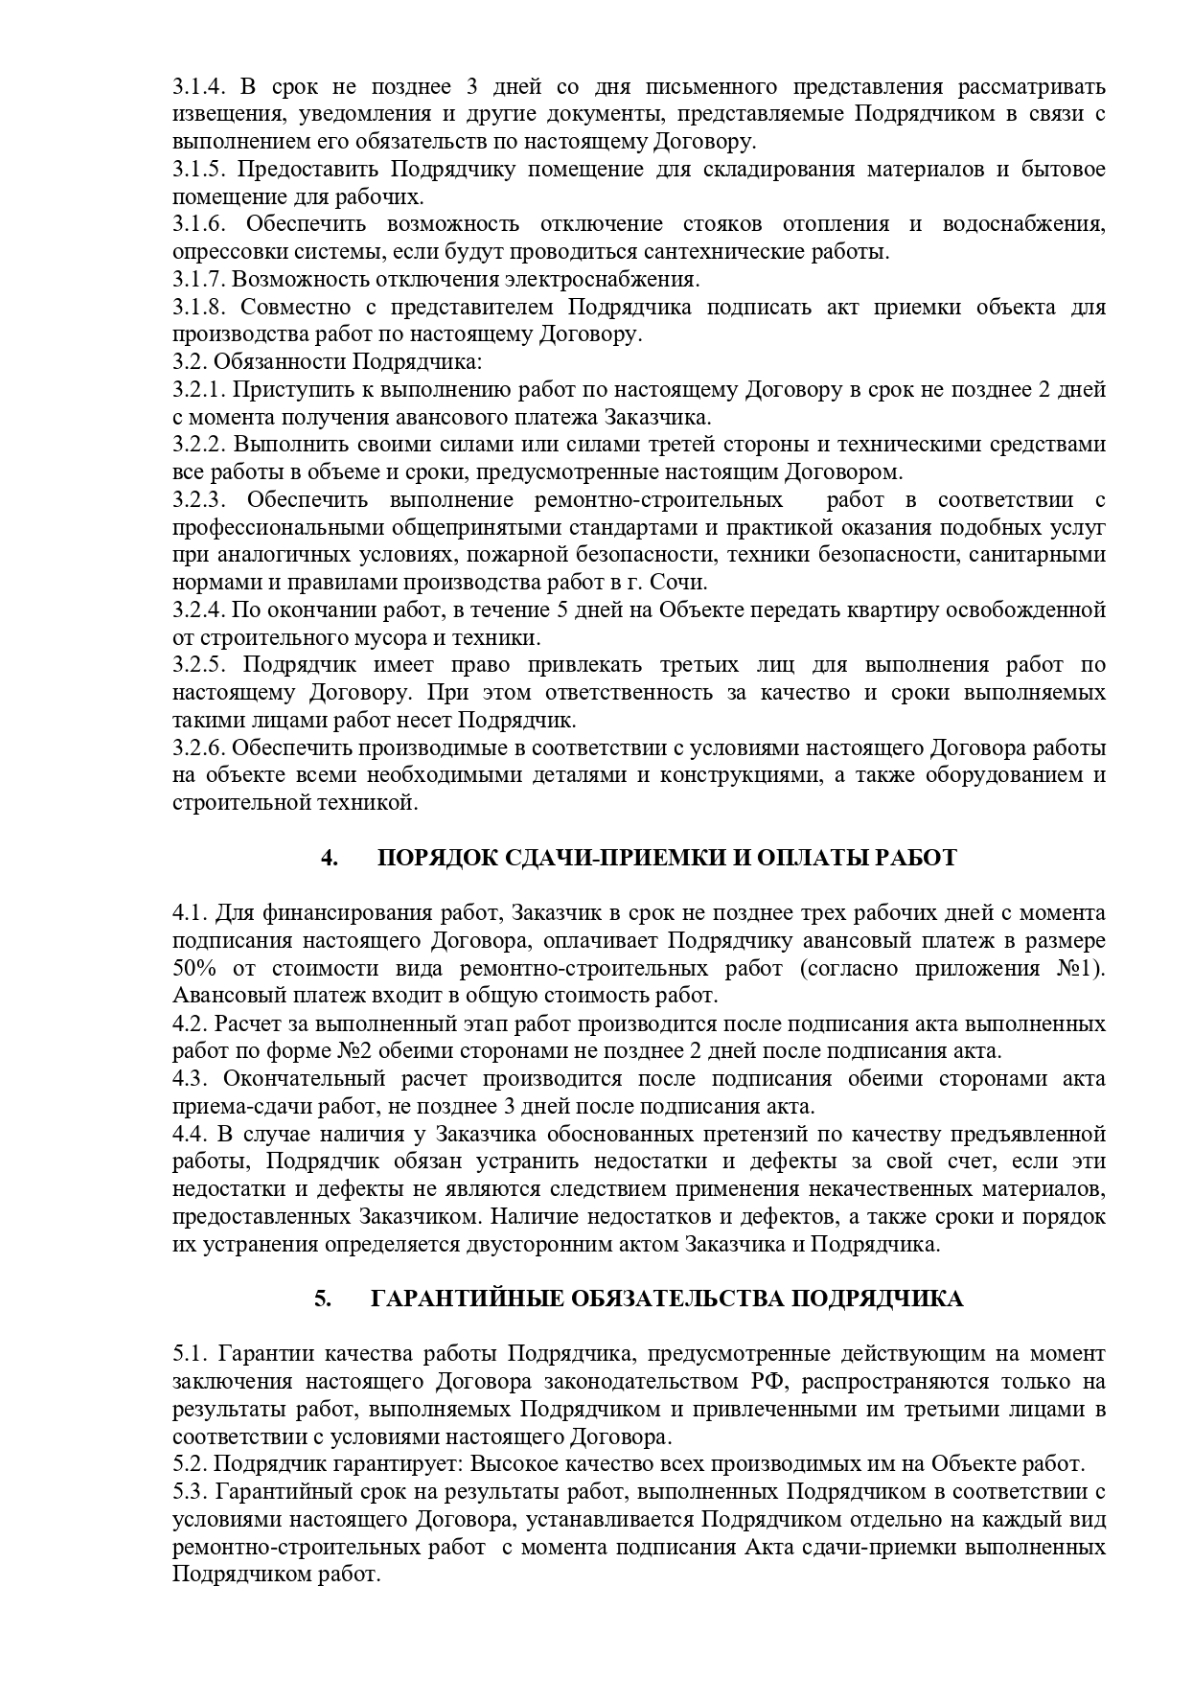 3.1.4. В срок не позднее 3 дней со дня письменного представления рассматривать
извещения, уведомления и другие документы, представляемые Подрядчиком в связи с
выполнением его обязательств по настоящему Договору.
3.1.5. Предоставить Подрядчику помещение для складирования материалов и бытовое
помещение для рабочих.
3.1.6. Обеспечить возможность отключение стояков отопления и водоснабжения,
опрессовки системы, если будут проводиться сантехнические работы.
3.1.7. Возможность отключения электроснабжения.
3.1.8. Совместно с представителем Подрядчика подписать акт приемки объекта для
производства работ по настоящему Договору.
3.2. Обязанности Подрядчика:
3.2.1. Приступить к выполнению работ по настоящему Договору в срок не позднее 2 дней
с момента получения авансового платежа Заказчика.
3.2.2. Выполнить своими силами или силами третей стороны и техническими средствами
все работы в объеме и сроки, предусмотренные настоящим Договором.
3.2.3. Обеспечить выполнение ремонтно-строительных работ в соответствии с
профессиональными общепринятыми стандартами и практикой оказания подобных услуг
при аналогичных условиях, пожарной безопасности, техники безопасности, санитарными
нормами и правилами производства работ в г. Сочи.
3.2.4. По окончании работ, в течение 5 дней на Объекте передать квартиру освобожденной
от строительного мусора и техники.
3.2.5. Подрядчик имеет право привлекать третьих лиц для выполнения работ по
настоящему Договору. При этом ответственность за качество и сроки выполняемых
такими лицами работ несет Подрядчик.
3.2.6. Обеспечить производимые в соответствии с условиями настоящего Договора работы
на объекте всеми необходимыми деталями и конструкциями, а также оборудованием и
строительной техникой.
4. ПОРЯДОК СДАЧИ-ПРИЕМКИ И ОПЛАТЫ РАБОТ
4.1. Для финансирования работ, Заказчик в срок не позднее трех рабочих дней с момента
подписания настоящего Договора, оплачивает Подрядчику авансовый платеж в размере
50% от стоимости вида ремонтно-строительных работ (согласно приложения №1).
Авансовый платеж входит в общую стоимость работ.
4.2. Расчет за выполненный этап работ производится после подписания акта выполненных
работ по форме №2 обеими сторонами не позднее 2 дней после подписания акта.
4.3. Окончательный расчет производится после подписания обеими сторонами акта
приема-сдачи работ, не позднее 3 дней после подписания акта.
4.4. В случае наличия у Заказчика обоснованных претензий по качеству предъявленной
работы, Подрядчик обязан устранить недостатки и дефекты за свой счет, если эти
недостатки и дефекты не являются следствием применения некачественных материалов,
предоставленных Заказчиком. Наличие недостатков и дефектов, а также сроки и порядок
их устранения определяется двусторонним актом Заказчика и Подрядчика.
5. ГАРАНТИЙНЫЕ ОБЯЗАТЕЛЬСТВА ПОДРЯДЧИКА
5.1. Гарантии качества работы Подрядчика, предусмотренные действующим на момент
заключения настоящего Договора законодательством РФ, распространяются только на
результаты работ, выполняемых Подрядчиком и привлеченными им третьими лицами в
соответствии с условиями настоящего Договора.
5.2. Подрядчик гарантирует: Высокое качество всех производимых им на Объекте работ.
5.3. Гарантийный срок на результаты работ, выполненных Подрядчиком в соответствии с
условиями настоящего Договора, устанавливается Подрядчиком отдельно на каждый вид
ремонтно-строительных работ с момента подписания Акта сдачи-приемки выполненных
Подрядчиком работ.